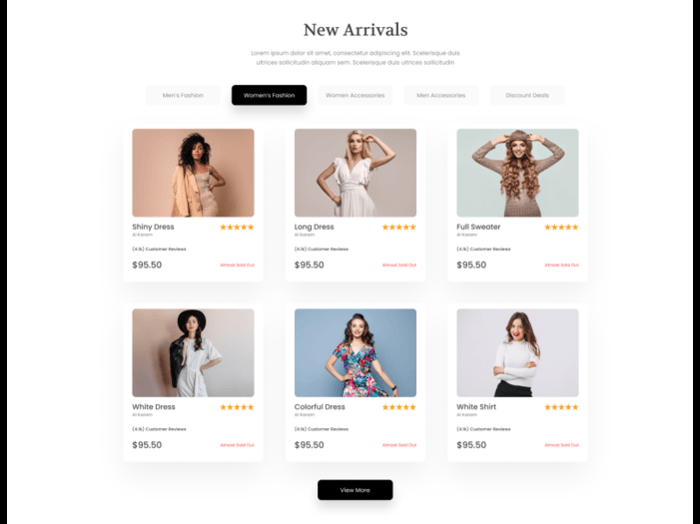 New Arrivals
Lorem ipsum dolor sit amet, consectetur adipiscing elit. Scelerisque duis
ultrices sollicitudin aliquam sem. Scelerisque duis ultrices sollicitudin
Men's Fashion
Women's Fashion
Women Accessories
Men Accessories
Discount Deals
Shiny Dress
Al Karam
(4.1k) Customer Reviews
$95.50
Almost Sold Out
Long Dress
Al Karam
(4.1k) Customer Reviews
$95.50
Almost Sold Out
Full Sweater
Al Karam
(4.1k) Customer Reviews
$95.50
Almost Sold Out
White Dress
Al Karam
(4.1k) Customer Reviews
$95.50
Almost Sold Out
Colorful Dress
Al Karam
(4.1k) Customer Reviews
$95.50
Almost Sold Out
White Shirt
Al Karam
(4.1k) Customer Reviews
$95.50
Almost Sold Out
View More